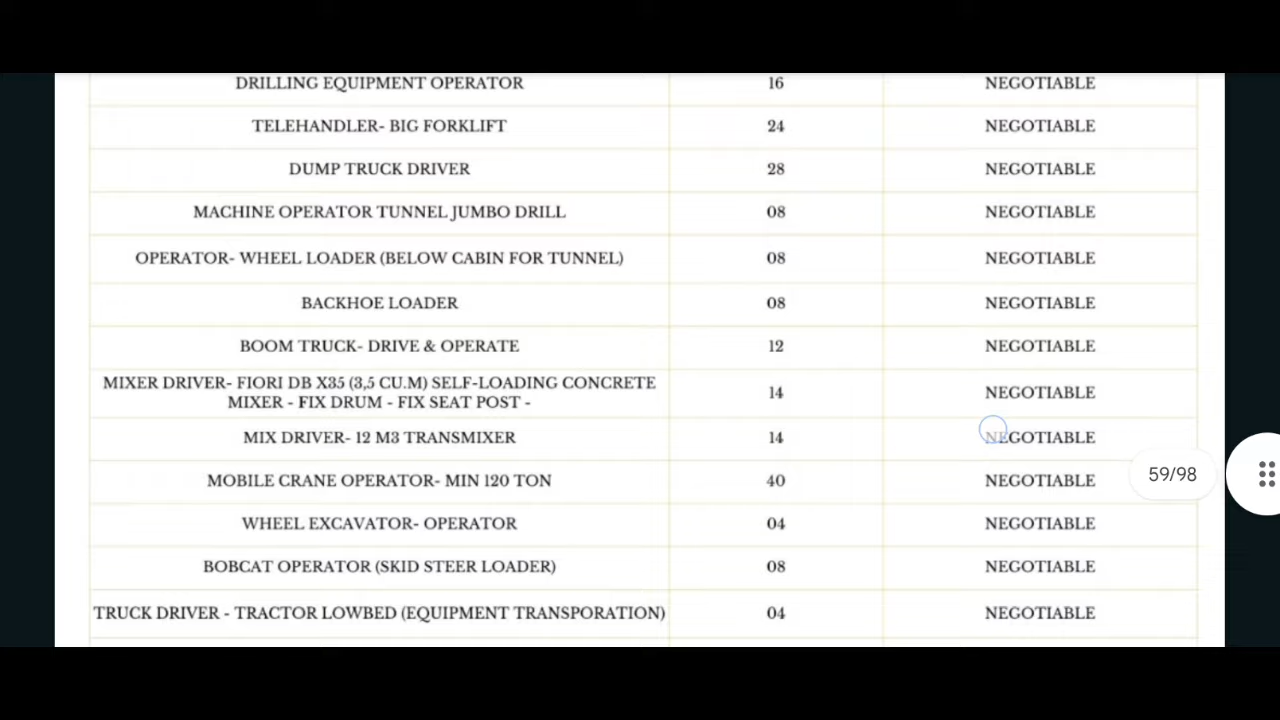 DRILLING EQUIPMENT OPERATOR 16 NEGOTIABLE
TELEHANDLER- BIG FORKLIFT 24 NEGOTIABLE
DUMP TRUCK DRIVER 28 NEGOTIABLE
MACHINE OPERATOR TUNNEL JUMBO DRILL 08 NEGOTIABLE
OPERATOR- WHEEL LOADER (BELOW CABIN FOR TUNNEL) 08 NEGOTIABLE
BACKHOE LOADER 08 NEGOTIABLE
BOOM TRUCK- DRIVE & OPERATE 12 NEGOTIABLE
MIXER DRIVER- FIORI DB X35 (3,5 CU.M) SELF-LOADING CONCRETE
MIXER - FIX DRUM - FIX SEAT POST - 14 NEGOTIABLE
MIX DRIVER- 12 M3 TRANSMIXER 14 NEGOTIABLE
MOBILE CRANE OPERATOR- MIN 120 TON 40 NEGOTIABLE
59/98
WHEEL EXCAVATOR- OPERATOR 04 NEGOTIABLE
BOBCAT OPERATOR (SKID STEER LOADER) 08 NEGOTIABLE
TRUCK DRIVER - TRACTOR LOWBED (EQUIPMENT TRANSPORATION) 04 NEGOTIABLE